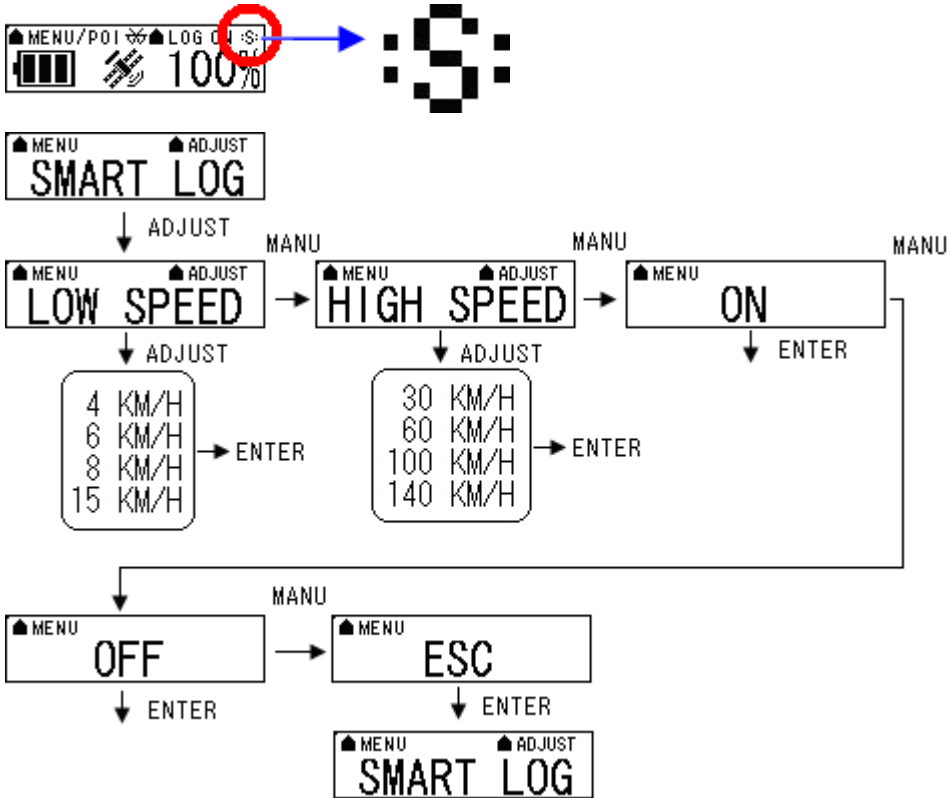 MENU/POI LOG ON :S:
100%
:S:
MENU ADJUST
SMART LOG
ADJUST
MANU MANU MANU
MENU ADJUST MENU ADJUST MENU
LOW SPEED HIGH SPEED ON
ADJUST ADJUST ENTER
4 KM/H
6 KM/H
8 KM/H
15 KM/H
ENTER
30 KM/H
60 KM/H
100 KM/H
140 KM/H
ENTER
MANU
MENU MENU
OFF ESC
ENTER ENTER
MENU ADJUST
SMART LOG